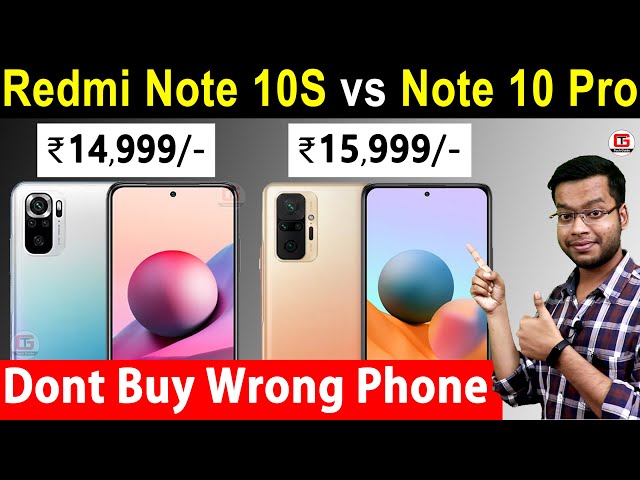 Redmi Note 10S vs Note 10 Pro
₹14,999/- ₹15,999/-
Dont Buy Wrong Phone